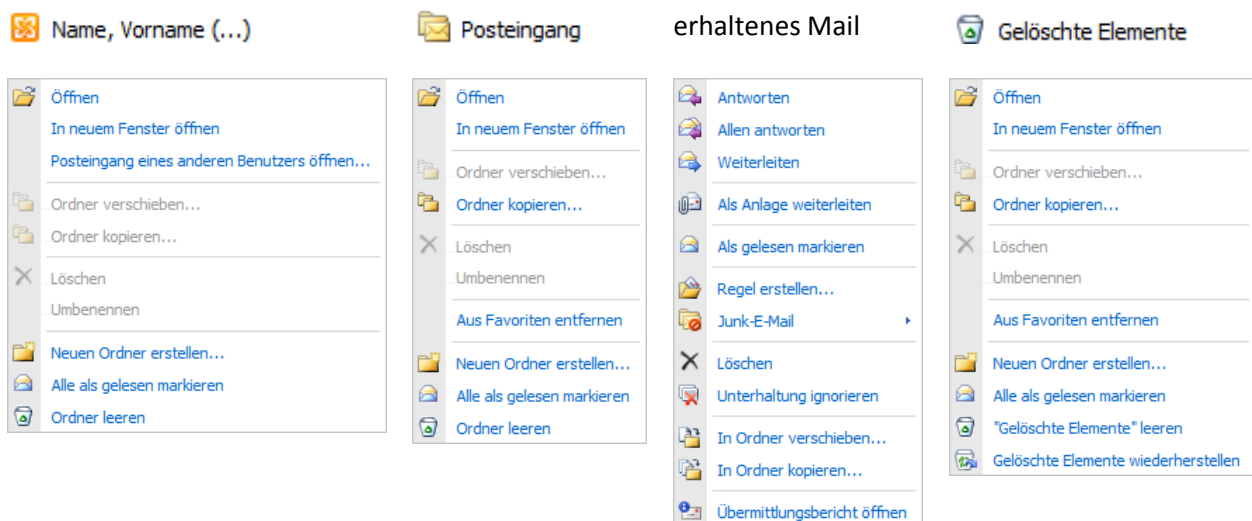 Name, Vorname (...)
Öffnen
In neuem Fenster öffnen
Posteingang eines anderen Benutzers öffnen...
Ordner verschieben...
Ordner kopieren...
Löschen
Umbenennen
Neuen Ordner erstellen...
Alle als gelesen markieren
Ordner leeren
Posteingang
Öffnen
In neuem Fenster öffnen
Ordner verschieben...
Ordner kopieren...
Löschen
Umbenennen
Aus Favoriten entfernen
Neuen Ordner erstellen...
Alle als gelesen markieren
Ordner leeren
erhaltenes Mail
Antworten
Allen antworten
Weiterleiten
Als Anlage weiterleiten
Als gelesen markieren
Regel erstellen...
Junk-E-Mail
Löschen
Unterhaltung ignorieren
In Ordner verschieben...
In Ordner kopieren...
Übermittlungsbericht öffnen
Gelöschte Elemente
Öffnen
In neuem Fenster öffnen
Ordner verschieben...
Ordner kopieren...
Löschen
Umbenennen
Aus Favoriten entfernen
Neuen Ordner erstellen...
Alle als gelesen markieren
"Gelöschte Elemente" leeren
Gelöschte Elemente wiederherstellen